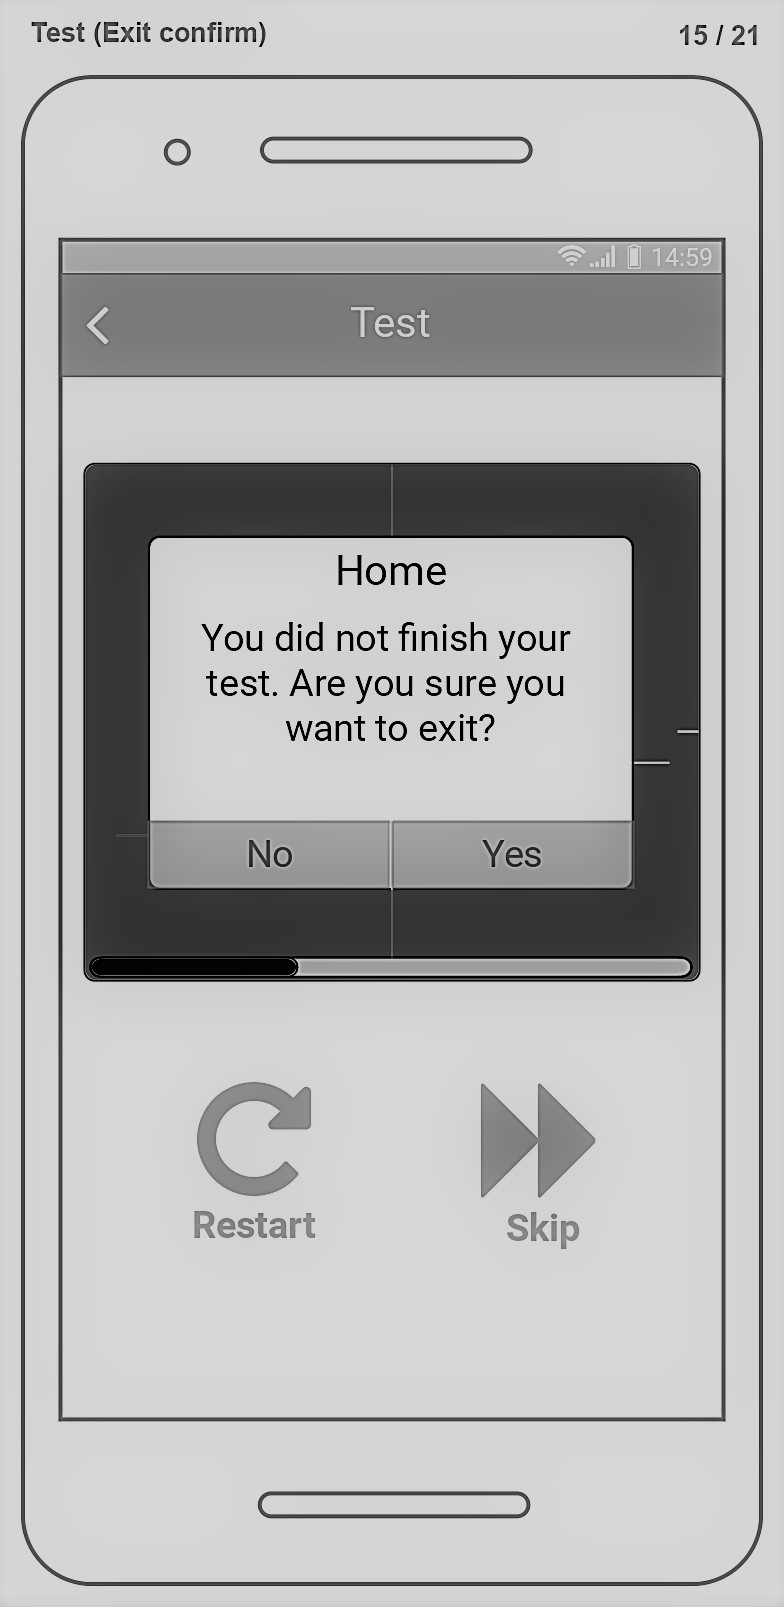 Test (Exit confirm)
15 / 21
14:59
Test
Home
You did not finish your
test. Are you sure you
want to exit?
No
Yes
Restart
Skip